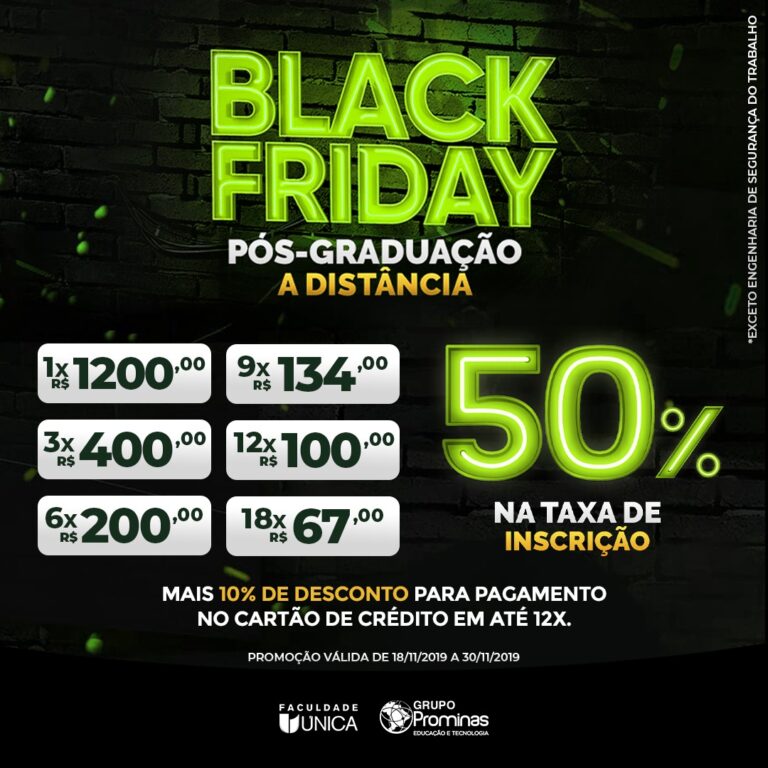 BLACK
FRIDAY
PÓS-GRADUAÇÃO
A DISTÂNCIA
*EXCETO ENGENHARIA DE SEGURANÇA DO TRABALHO
1x R$ 1200,00
9x R$ 134,00
3x R$ 400,00
12x R$ 100,00
6x R$ 200,00
18x R$ 67,00
50%
NA TAXA DE
INSCRIÇÃO
MAIS 10% DE DESCONTO PARA PAGAMENTO
NO CARTÃO DE CRÉDITO EM ATÉ 12X.
PROMOÇÃO VÁLIDA DE 18/11/2019 A 30/11/2019
FACULDADE
ÚNICA
GRUPO
Prominas
EDUCAÇÃO E TECNOLOGIA